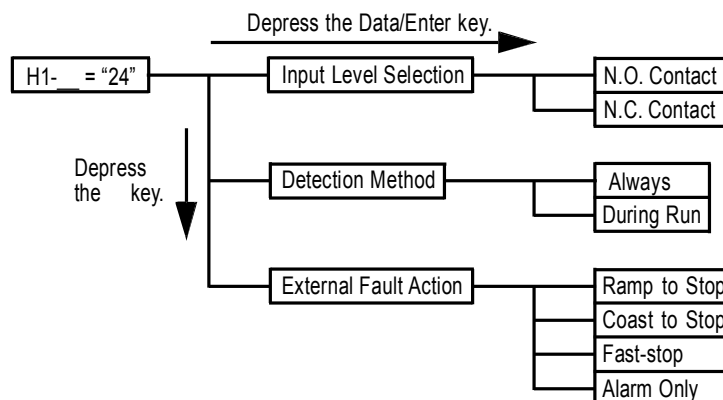 Depress the Data/Enter key.
H1-__ = “24”
Input Level Selection
N.O. Contact
N.C. Contact
Depress
the key.
Detection Method
Always
During Run
External Fault Action
Ramp to Stop
Coast to Stop
Fast-stop
Alarm Only